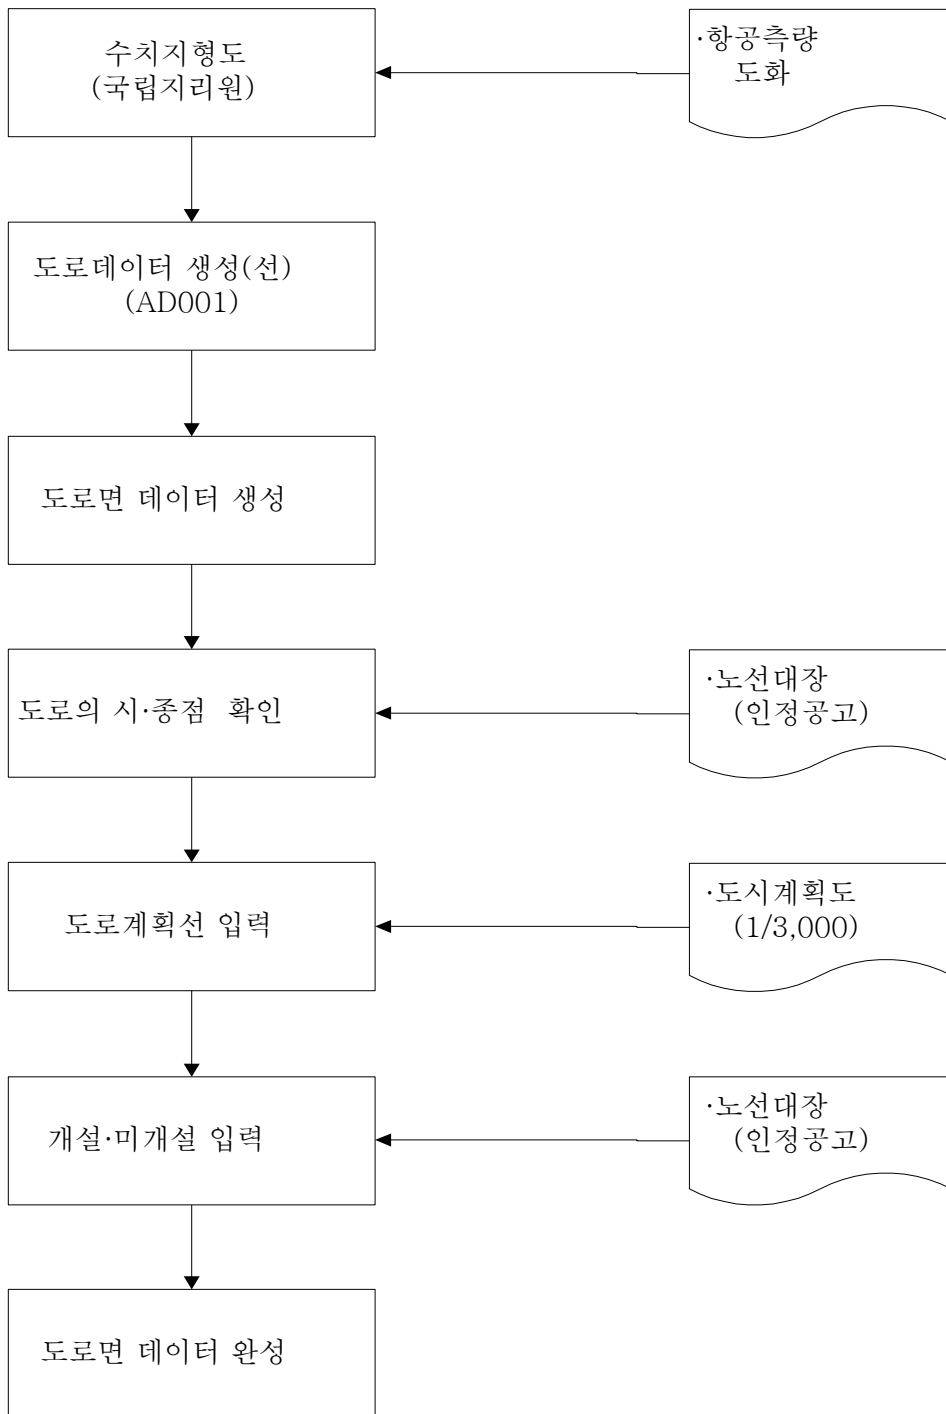 수치지형도
(국립지리원)
·항공측량
도화
도로데이터 생성(선)
(AD001)
도로면 데이터 생성
도로의 시·종점 확인
·노선대장
(인정공고)
도로계획선 입력
·도시계획도
(1/3,000)
개설·미개설 입력
·노선대장
(인정공고)
도로면 데이터 완성